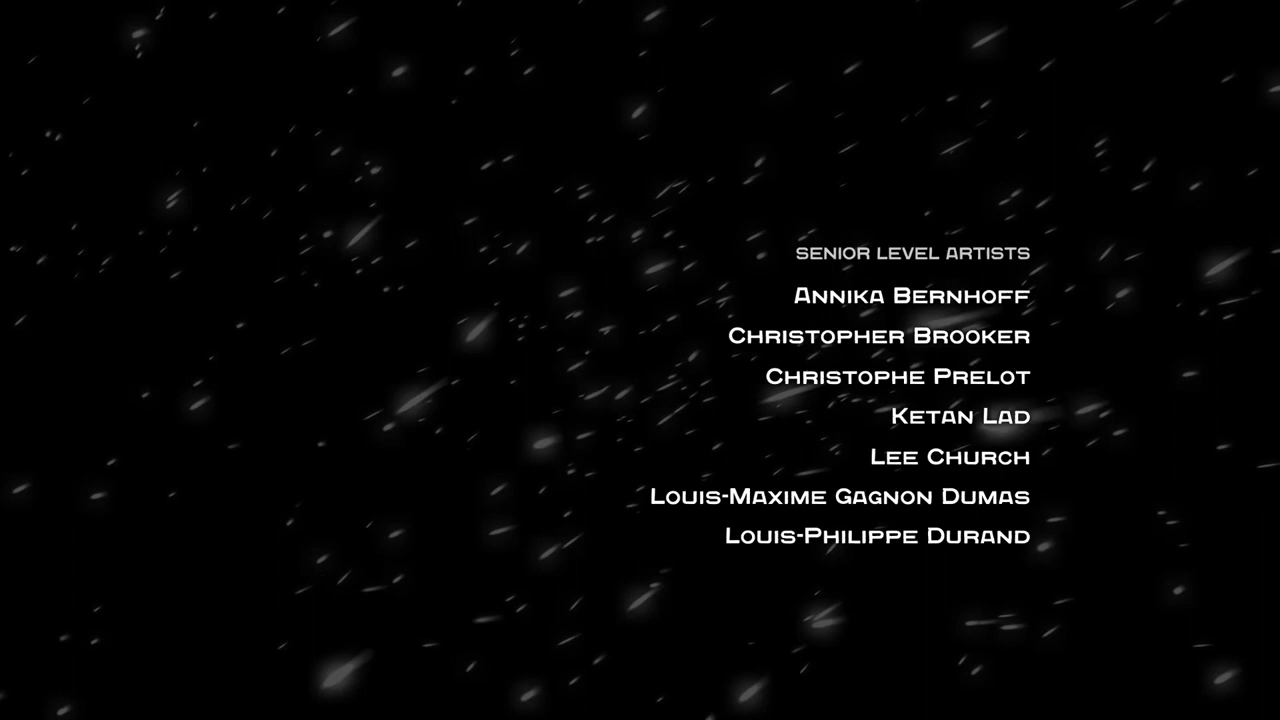 SENIOR LEVEL ARTISTS
ANNIKA BERNHOFF
CHRISTOPHER BROOKER
CHRISTOPHE PRELOT
KETAN LAD
LEE CHURCH
LOUIS-MAXIME GAGNON DUMAS
LOUIS-PHILIPPE DURAND